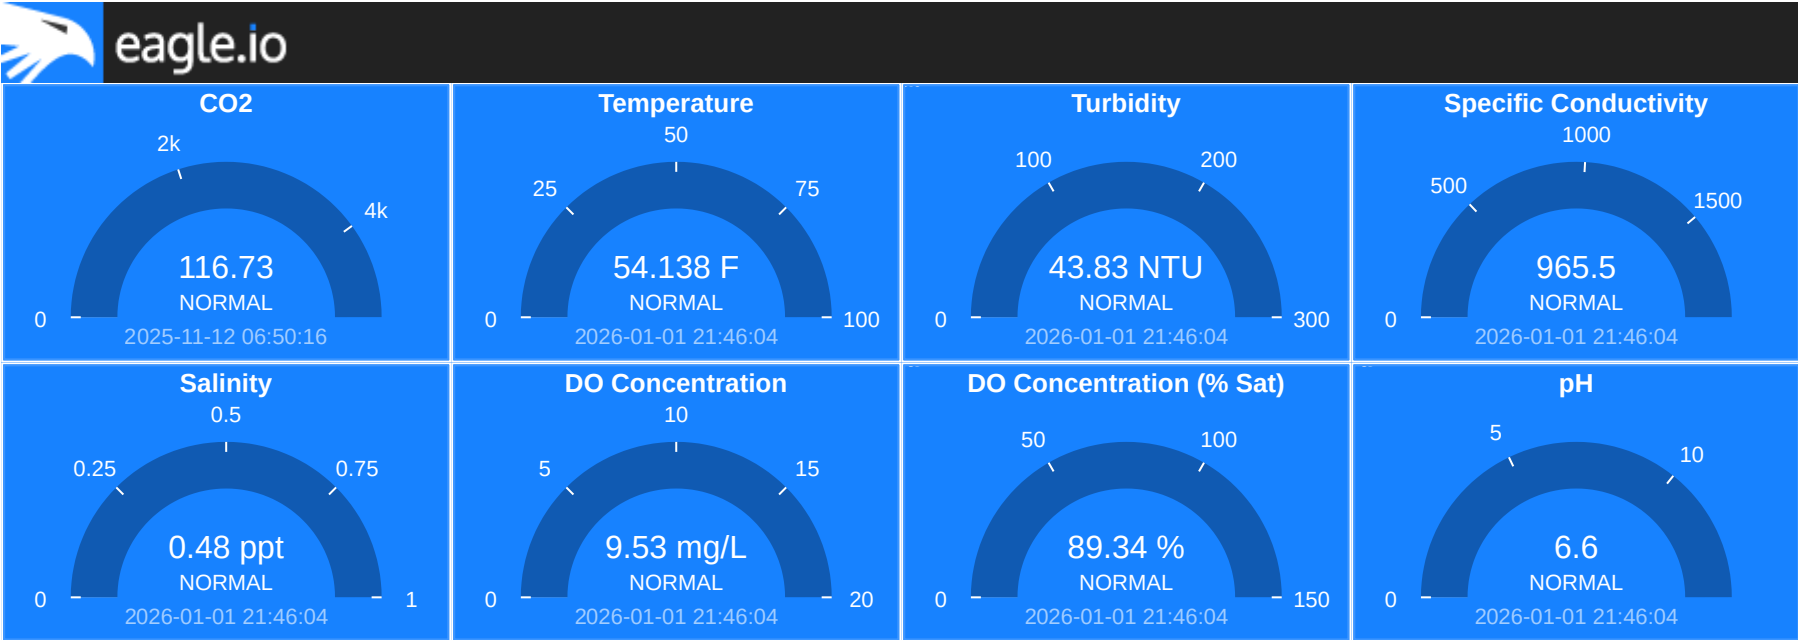 eagle.io
CO2
2k
4k
116.73
NORMAL
0
2025-11-12 06:50:16
Temperature
50
25
75
54.138 F
NORMAL
0
100
2026-01-01 21:46:04
Turbidity
100
200
43.83 NTU
NORMAL
0
300
2026-01-01 21:46:04
Specific Conductivity
1000
500
1500
965.5
NORMAL
0
2026-01-01 21:46:04
Salinity
0.5
0.25
0.75
0.48 ppt
NORMAL
0
1
2026-01-01 21:46:04
DO Concentration
10
5
15
9.53 mg/L
NORMAL
0
20
2026-01-01 21:46:04
DO Concentration (% Sat)
50
100
89.34 %
NORMAL
0
150
2026-01-01 21:46:04
pH
5
10
6.6
NORMAL
0
2026-01-01 21:46:04